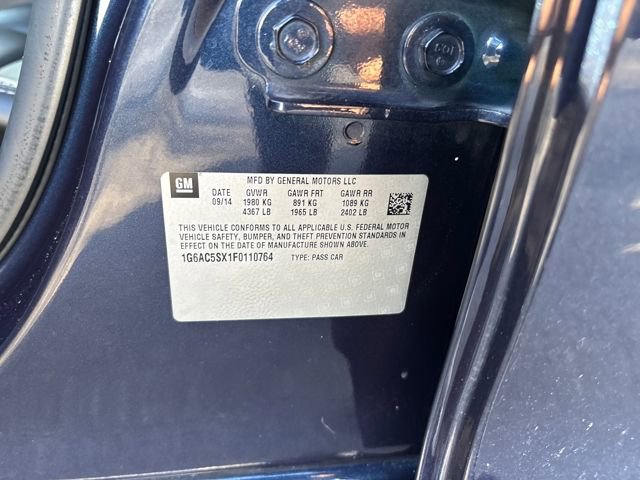 GM
MFD BY GENERAL MOTORS LLC
DATE GVWR GAWR FRT GAWR RR
09/14 1980 KG 891 KG 1089 KG
4367 LB 1965 LB 2402 LB
THIS VEHICLE CONFORMS TO ALL APPLICABLE U.S. FEDERAL MOTOR
VEHICLE SAFETY, BUMPER, AND THEFT PREVENTION STANDARDS IN
EFFECT ON THE DATE OF MANUFACTURE SHOWN ABOVE.
1G6AC5SX1F0110764 TYPE: PASS CAR